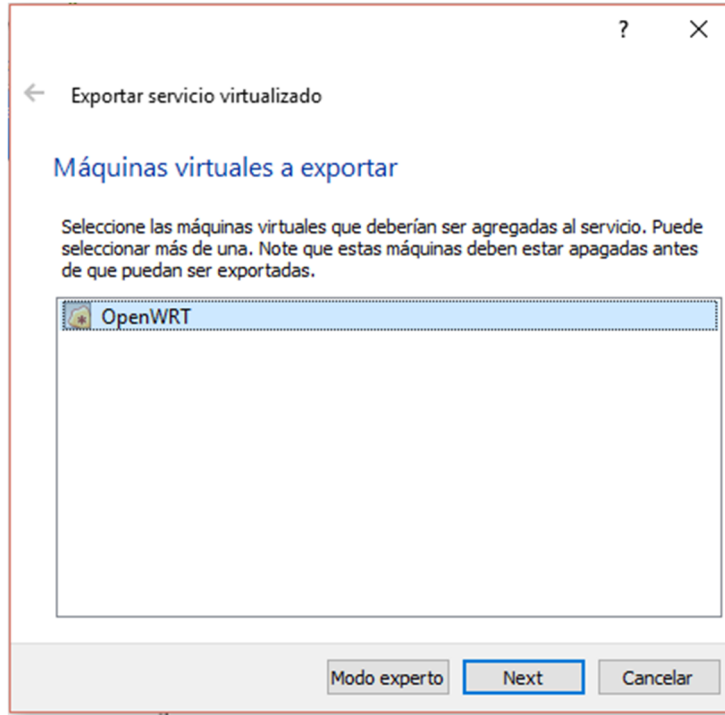 ?
Exportar servicio virtualizado
Máquinas virtuales a exportar
Seleccione las máquinas virtuales que deberían ser agregadas al servicio. Puede
seleccionar más de una. Note que estas máquinas deben estar apagadas antes
de que puedan ser exportadas.
OpenWRT
Modo experto Next Cancelar